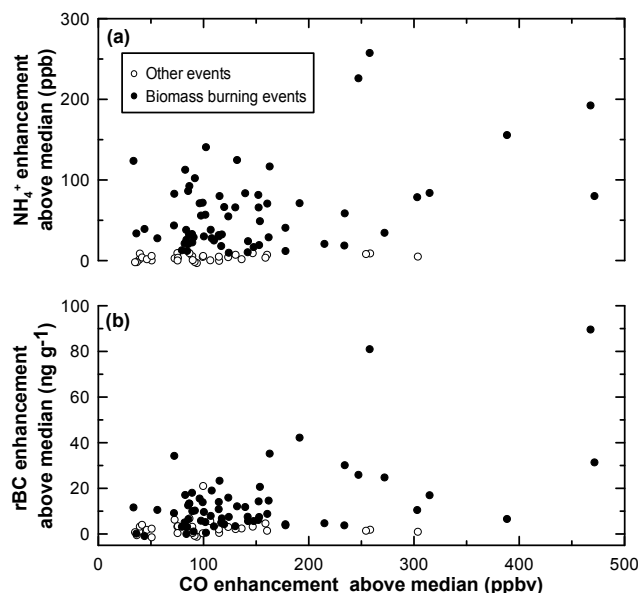 (a)
Other events
Biomass burning events
NH₄⁺ enhancement
above median (ppb)
300
200
100
0
(b)
rBC enhancement
above median (ng g⁻¹)
100
80
60
40
20
0
0 100 200 300 400 500
CO enhancement above median (ppbv)